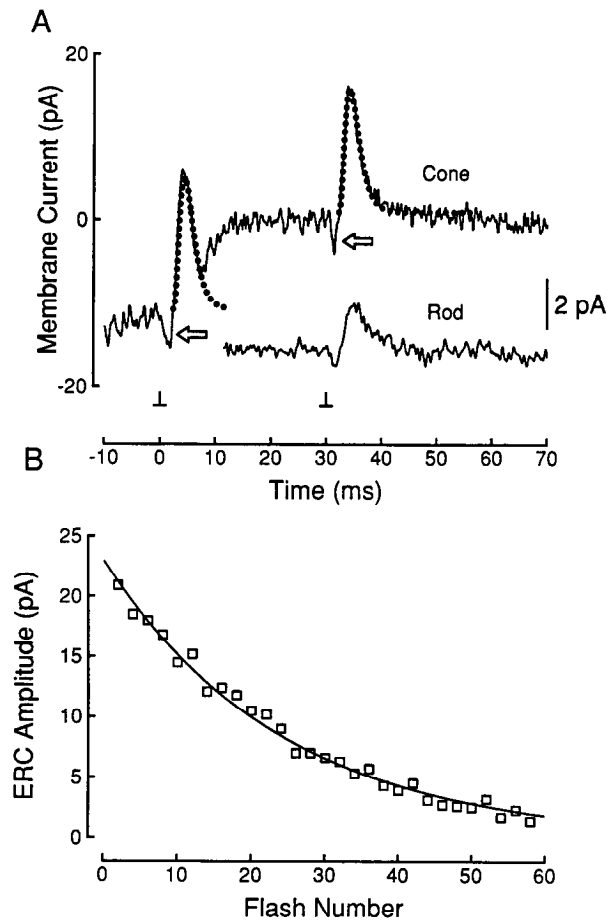 A
Membrane Current (pA)
20
0
-20
Cone
Rod
2 pA
-10 0 10 20 30 40 50 60 70
Time (ms)
B
ERC Amplitude (pA)
25
20
15
10
5
0
0 10 20 30 40 50 60
Flash Number